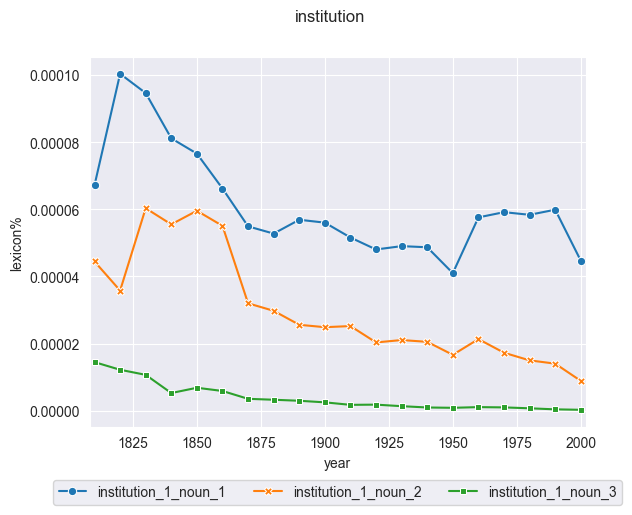 institution
0.00010
0.00008
0.00006
0.00004
0.00002
0.00000
lexicon%
1825 1850 1875 1900 1925 1950 1975 2000
year
institution_1_noun_1 institution_1_noun_2 institution_1_noun_3